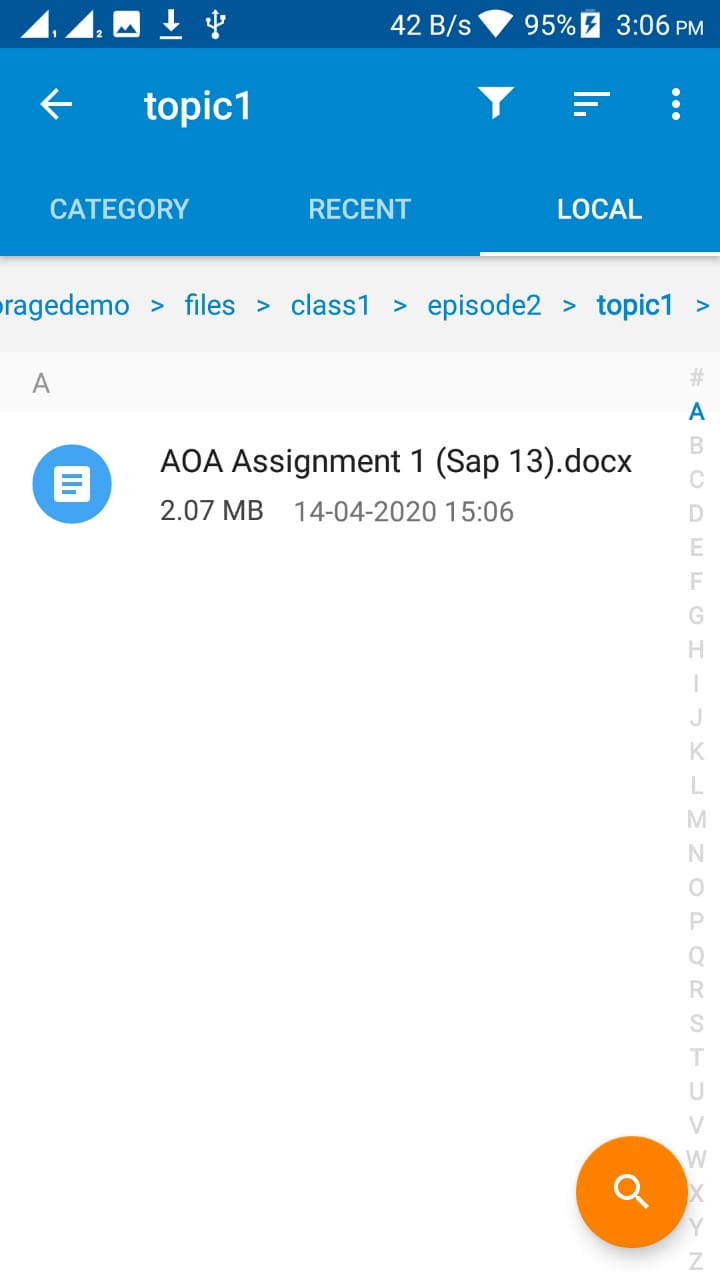 1 2 42 B/s 95% 3:06 PM
topic1
CATEGORY RECENT LOCAL
oragedemo > files > class1 > episode2 > topic1 >
A
AOA Assignment 1 (Sap 13).docx
2.07 MB 14-04-2020 15:06
#
A
B
C
D
E
F
G
H
I
J
K
L
M
N
O
P
Q
R
S
T
U
V
W
X
Y
Z